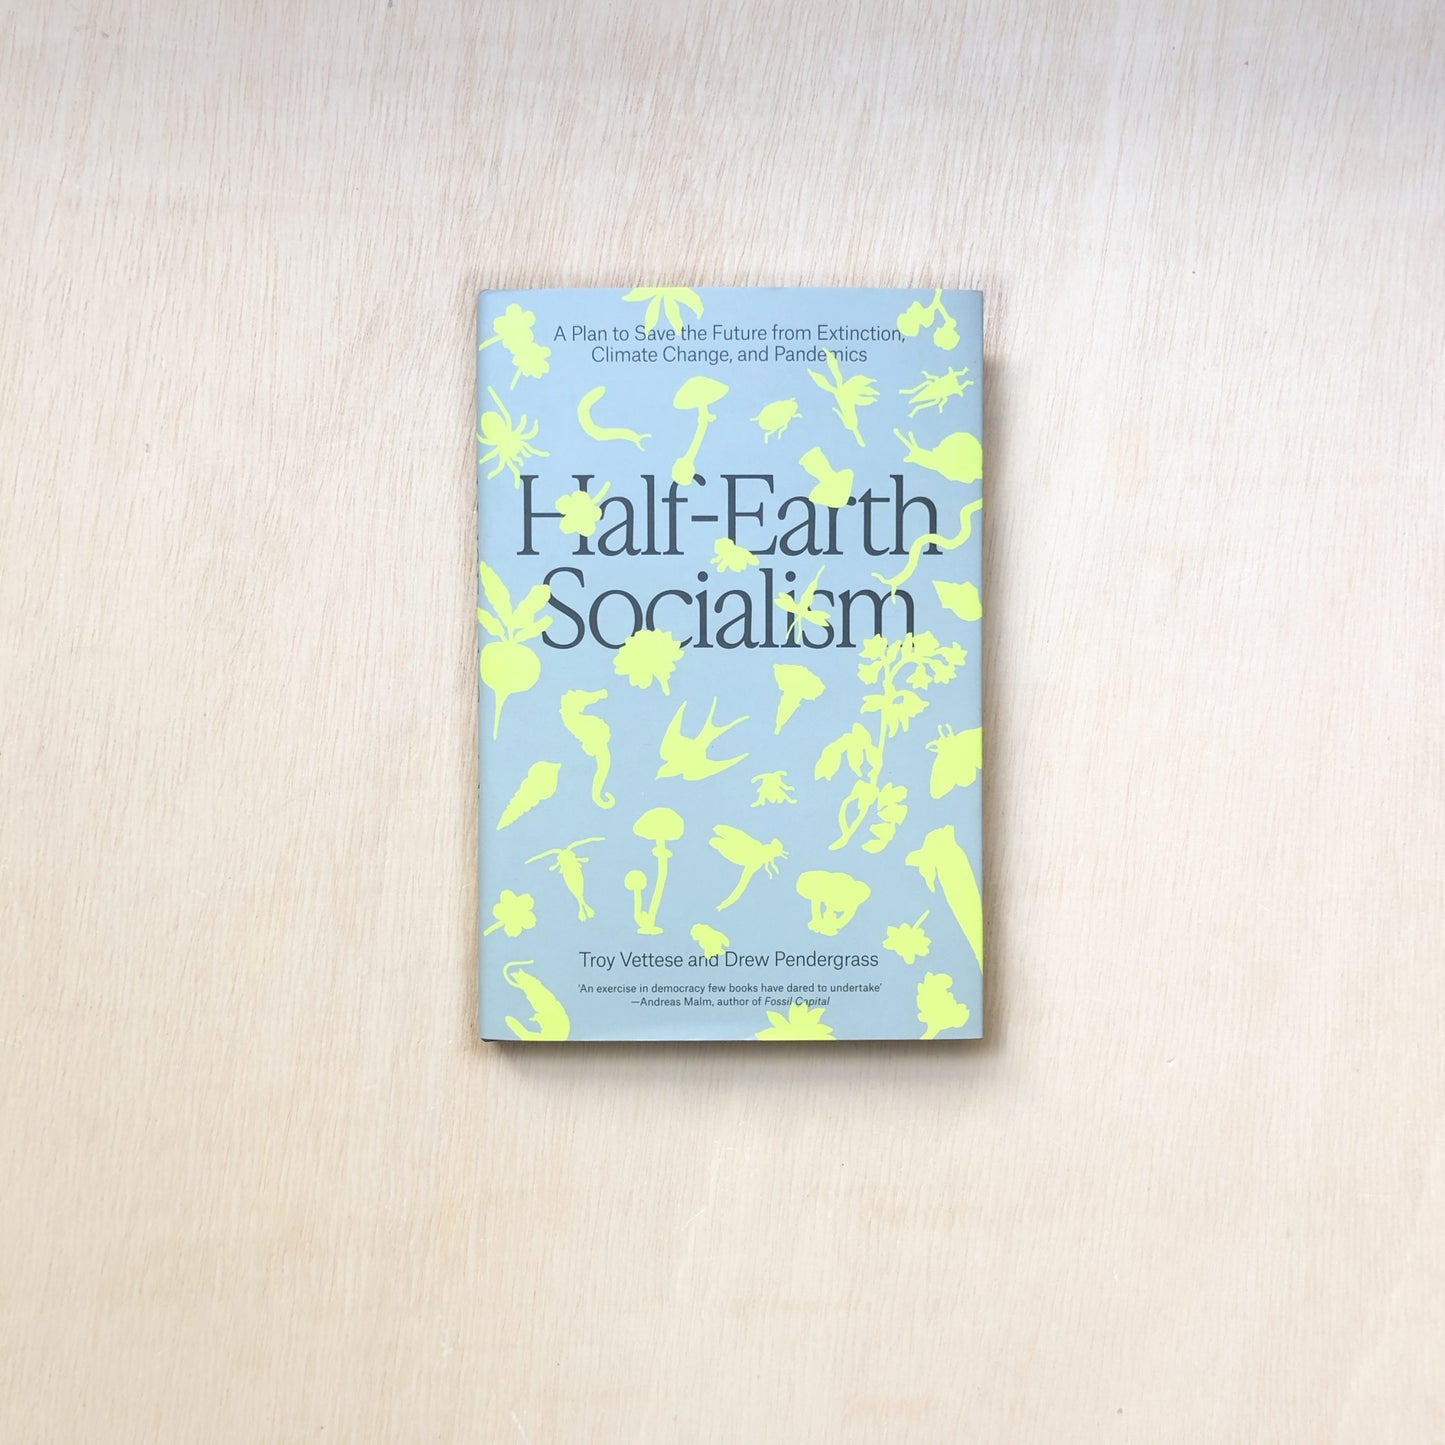 A Plan to Save the Future from Extinction,
Climate Change, and Pandemics
Half-Earth
Socialism
Troy Vettese and Drew Pendergrass
‘An exercise in democracy few books have dared to undertake’
—Andreas Malm, author of Fossil Capital